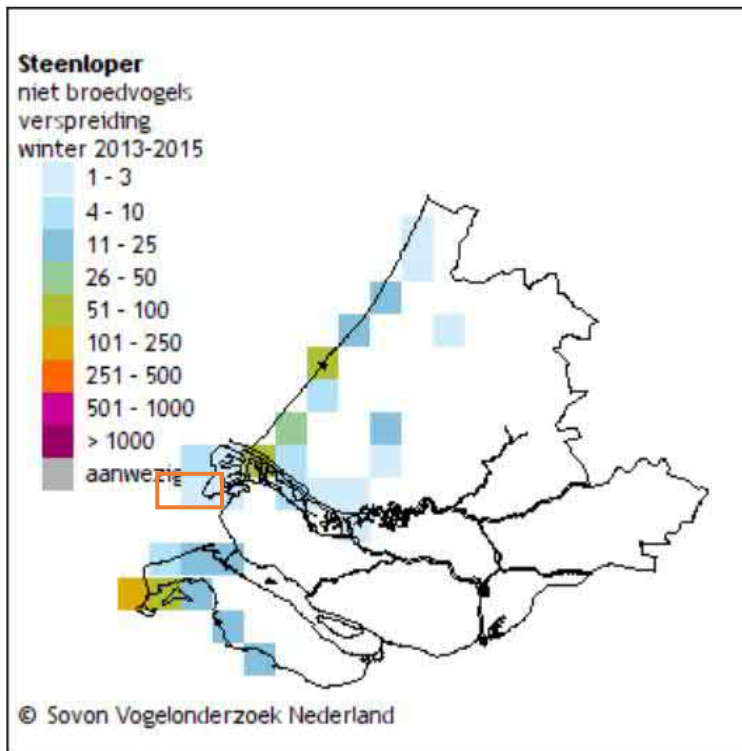 Steenloper
niet broedvogels
verspreiding
winter 2013-2015
1 - 3
4 - 10
11 - 25
26 - 50
51 - 100
101 - 250
251 - 500
501 - 1000
> 1000
aanwezig
© Sovon Vogelonderzoek Nederland